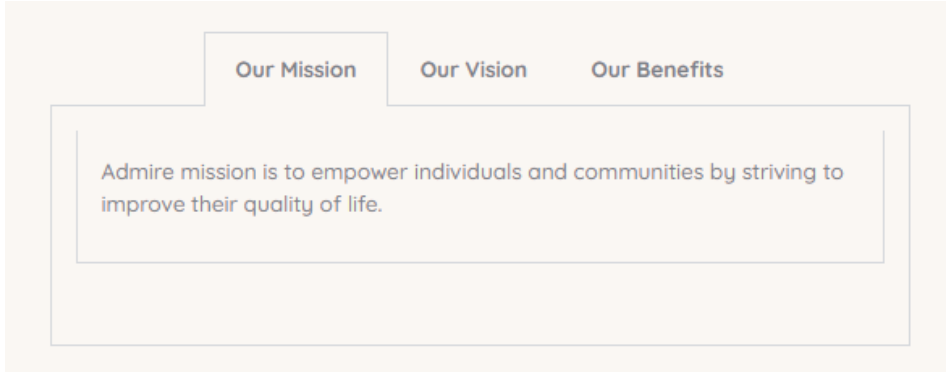 Our Mission Our Vision Our Benefits
Admire mission is to empower individuals and communities by striving to
improve their quality of life.